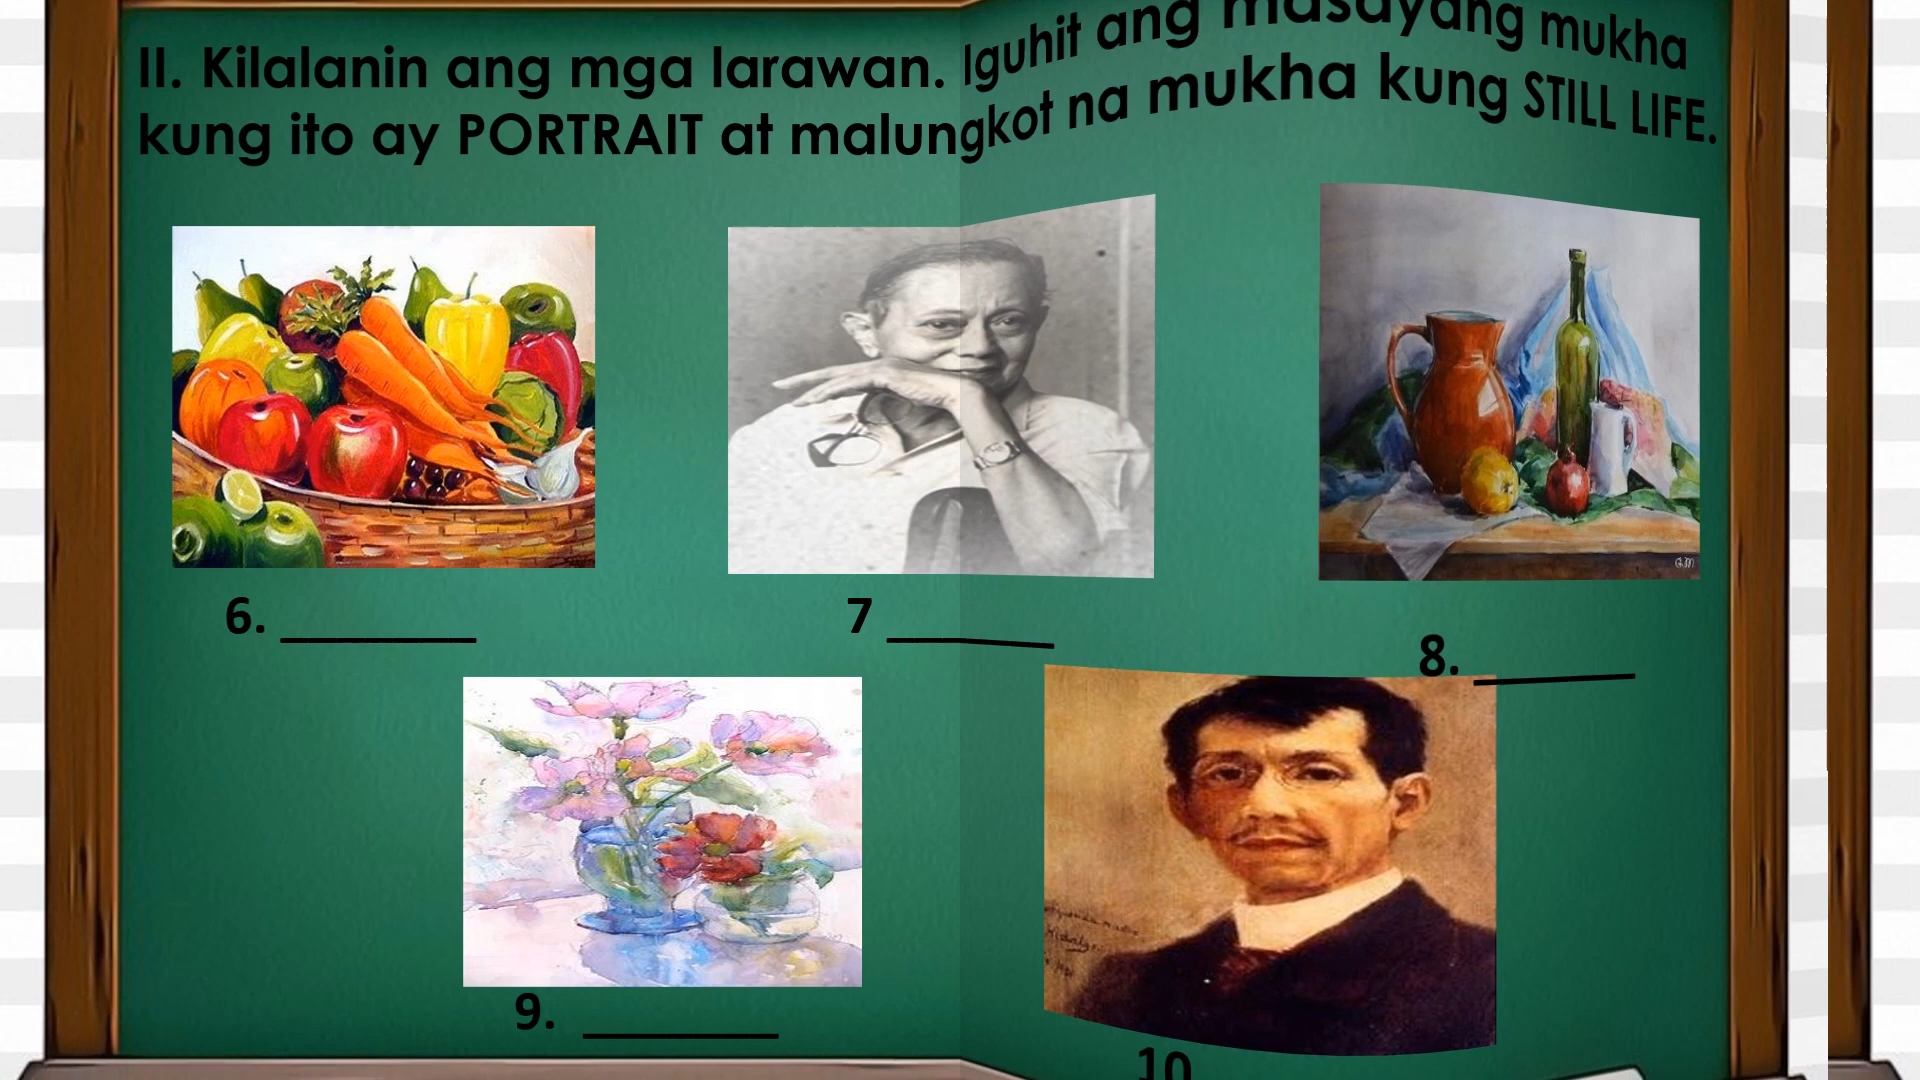 II. Kilalanin ang mga larawan. Iguhit ang masayang mukha
kung ito ay PORTRAIT at malungkot na mukha kung STILL LIFE.
6. ________
7 _______
8. ______
9. ________
10